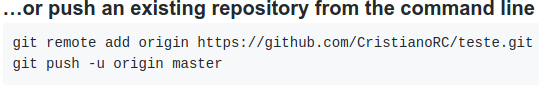 …or push an existing repository from the command line
git remote add origin https://github.com/CristianoRC/teste.git
git push -u origin master